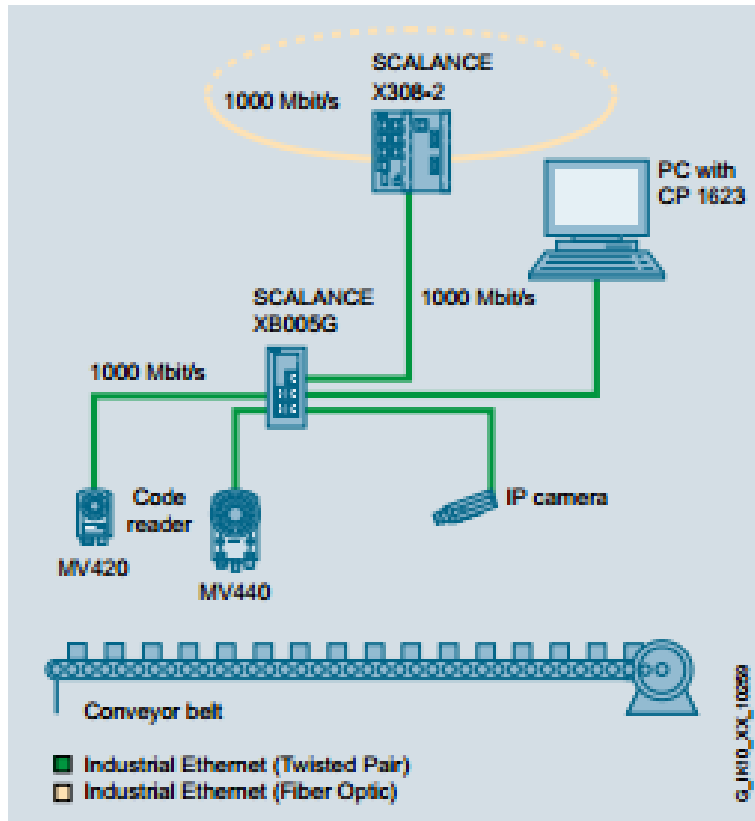 SCALANCE
X308-2
1000 Mbit/s
PC with
CP 1623
SCALANCE
XB005G
1000 Mbit/s
1000 Mbit/s
Code
reader
IP camera
MV420
MV440
Conveyor belt
Industrial Ethernet (Twisted Pair)
Industrial Ethernet (Fiber Optic)
G_IK10_XX_10259